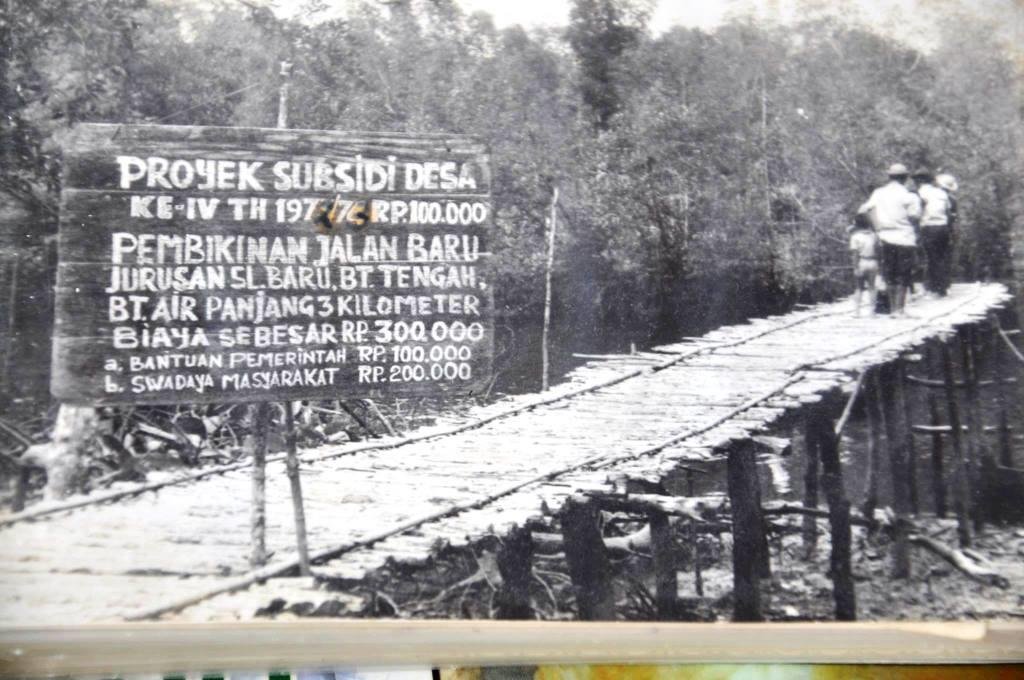 PROYEK SUBSIDI DESA
KE-IV TH RP.100.000
PEMBIKINAN JALAN BARU
JURUSAN SL.BARU, BT.TENGAH,
BT.AIR PANJANG 3 KILOMETER
BIAYA SEBESAR RP.300.000
a. BANTUAN PEMERINTAH RP.100.000
b. SWADAYA MASYARAKAT RP.200.000